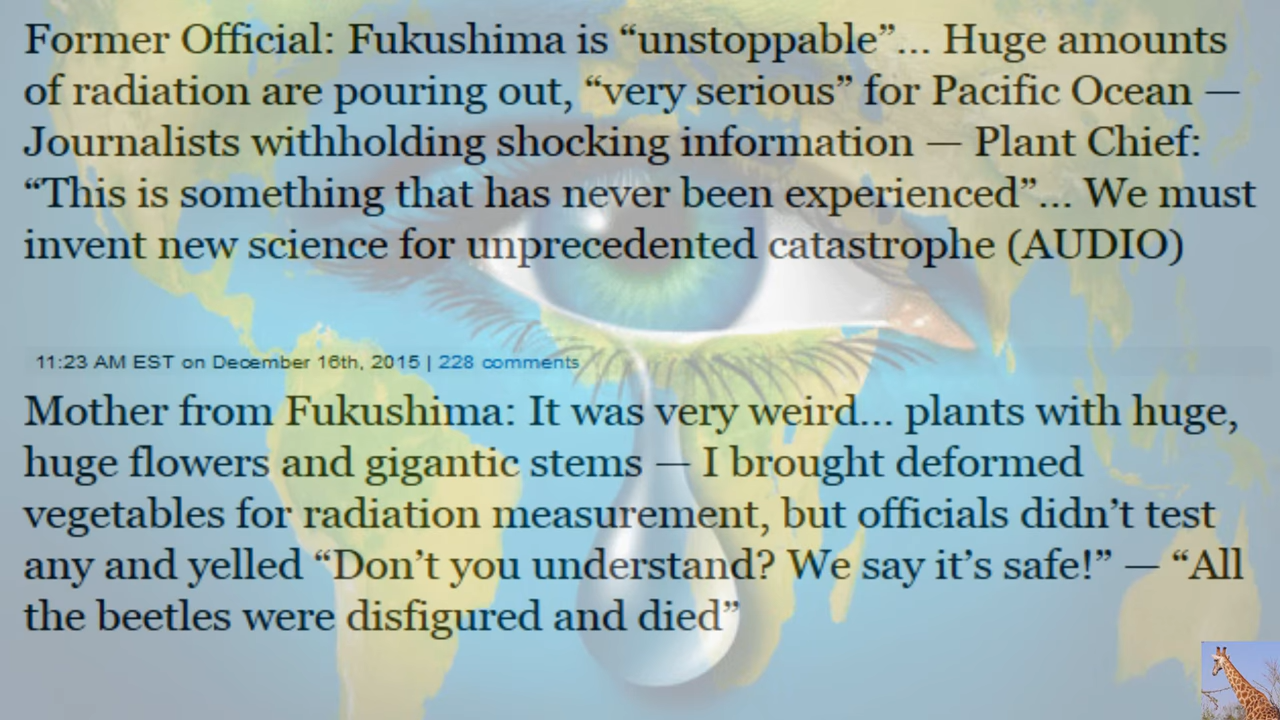 Former Official: Fukushima is “unstoppable”… Huge amounts
of radiation are pouring out, “very serious” for Pacific Ocean —
Journalists withholding shocking information — Plant Chief:
“This is something that has never been experienced”… We must
invent new science for unprecedented catastrophe (AUDIO)
11:23 AM EST on December 16th, 2015 | 228 comments
Mother from Fukushima: It was very weird… plants with huge,
huge flowers and gigantic stems — I brought deformed
vegetables for radiation measurement, but officials didn’t test
any and yelled “Don’t you understand? We say it’s safe!” — “All
the beetles were disfigured and died”